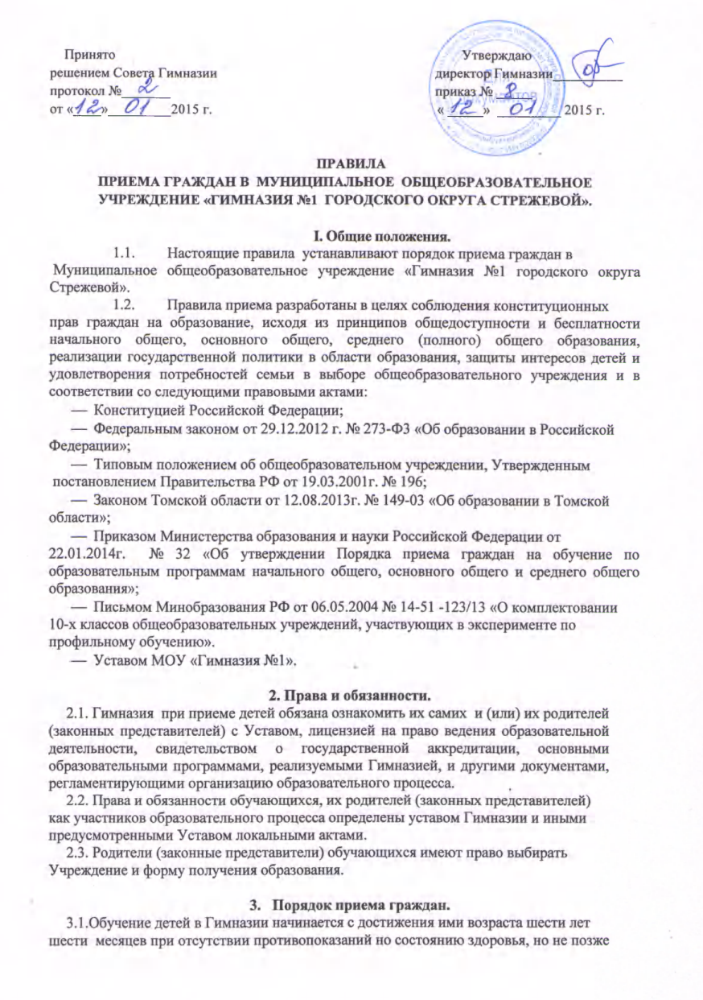 Принято
решением Совета Гимназии
протокол № 2
от «12» 01 2015 г.
Утверждаю
директор Гимназии
приказ № 8
« 12 » 01 2015 г.
Для
документов
ПРАВИЛА
ПРИЕМА ГРАЖДАН В МУНИЦИПАЛЬНОЕ ОБЩЕОБРАЗОВАТЕЛЬНОЕ
УЧРЕЖДЕНИЕ «ГИМНАЗИЯ №1 ГОРОДСКОГО ОКРУГА СТРЕЖЕВОЙ».
I. Общие положения.
1.1. Настоящие правила устанавливают порядок приема граждан в
Муниципальное общеобразовательное учреждение «Гимназия №1 городского округа
Стрежевой».
1.2. Правила приема разработаны в целях соблюдения конституционных
прав граждан на образование, исходя из принципов общедоступности и бесплатности
начального общего, основного общего, среднего (полного) общего образования,
реализации государственной политики в области образования, защиты интересов детей и
удовлетворения потребностей семьи в выборе общеобразовательного учреждения и в
соответствии со следующими правовыми актами:
— Конституцией Российской Федерации;
— Федеральным законом от 29.12.2012 г. № 273-ФЗ «Об образовании в Российской
Федерации»;
— Типовым положением об общеобразовательном учреждении, Утвержденным
постановлением Правительства РФ от 19.03.2001г. № 196;
— Законом Томской области от 12.08.2013г. № 149-03 «Об образовании в Томской
области»;
— Приказом Министерства образования и науки Российской Федерации от
22.01.2014г. № 32 «Об утверждении Порядка приема граждан на обучение по
образовательным программам начального общего, основного общего и среднего общего
образования»;
— Письмом Минобразования РФ от 06.05.2004 № 14-51 -123/13 «О комплектовании
10-х классов общеобразовательных учреждений, участвующих в эксперименте по
профильному обучению».
— Уставом МОУ «Гимназия №1».
2. Права и обязанности.
2.1. Гимназия при приеме детей обязана ознакомить их самих и (или) их родителей
(законных представителей) с Уставом, лицензией на право ведения образовательной
деятельности, свидетельством о государственной аккредитации, основными
образовательными программами, реализуемыми Гимназией, и другими документами,
регламентирующими организацию образовательного процесса.
2.2. Права и обязанности обучающихся, их родителей (законных представителей)
как участников образовательного процесса определены уставом Гимназии и иными
предусмотренными Уставом локальными актами.
2.3. Родители (законные представители) обучающихся имеют право выбирать
Учреждение и форму получения образования.
3. Порядок приема граждан.
3.1.Обучение детей в Гимназии начинается с достижения ими возраста шести лет
шести месяцев при отсутствии противопоказаний но состоянию здоровья, но не позже